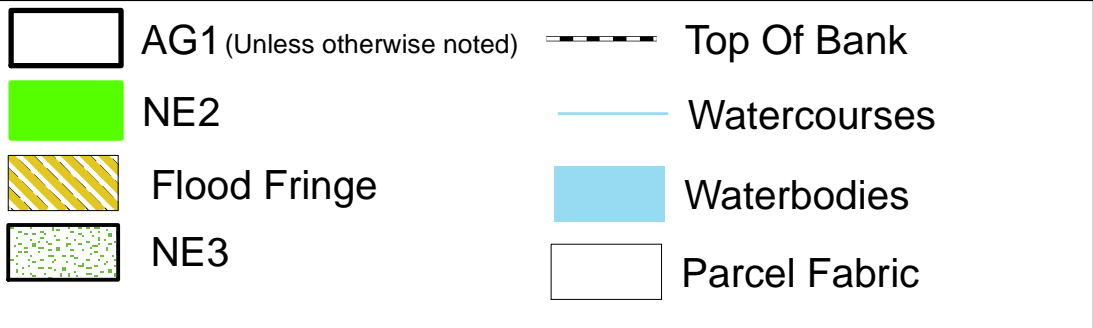 AG1 (Unless otherwise noted)
NE2
Flood Fringe
NE3
Top Of Bank
Watercourses
Waterbodies
Parcel Fabric